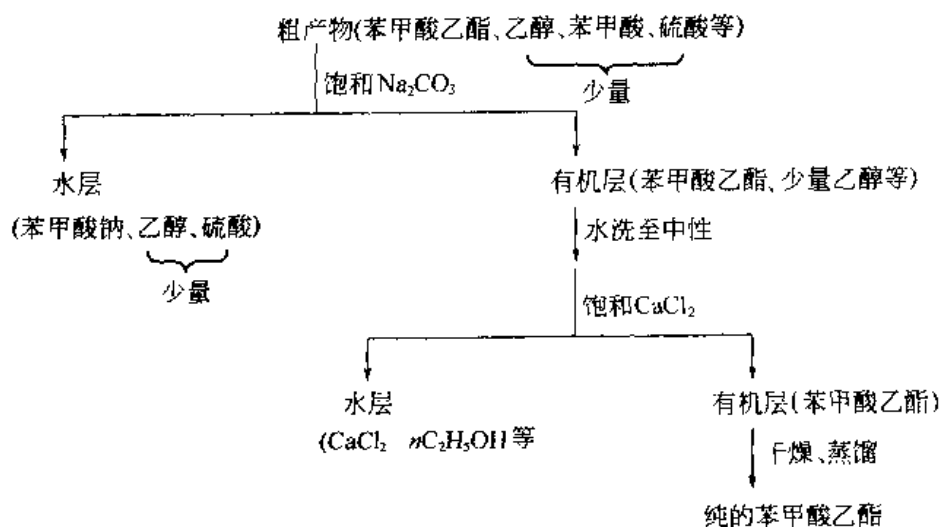 粗产物(苯甲酸乙酯、乙醇、苯甲酸、硫酸等)
饱和Na₂CO₃
少量
水层
(苯甲酸钠、乙醇、硫酸)
少量
有机层(苯甲酸乙酯、少量乙醇等)
水洗至中性
饱和CaCl₂
水层
(CaCl₂ nC₂H₅OH等
有机层(苯甲酸乙酯)
干燥、蒸馏
纯的苯甲酸乙酯